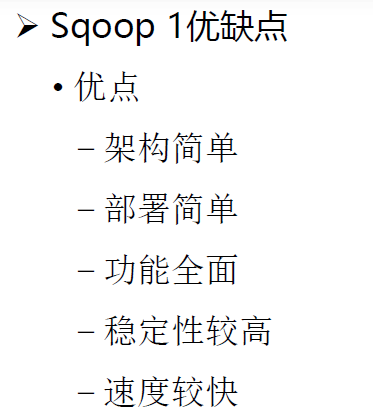 ➢ Sqoop 1优缺点
• 优点
– 架构简单
– 部署简单
– 功能全面
– 稳定性较高
– 速度较快